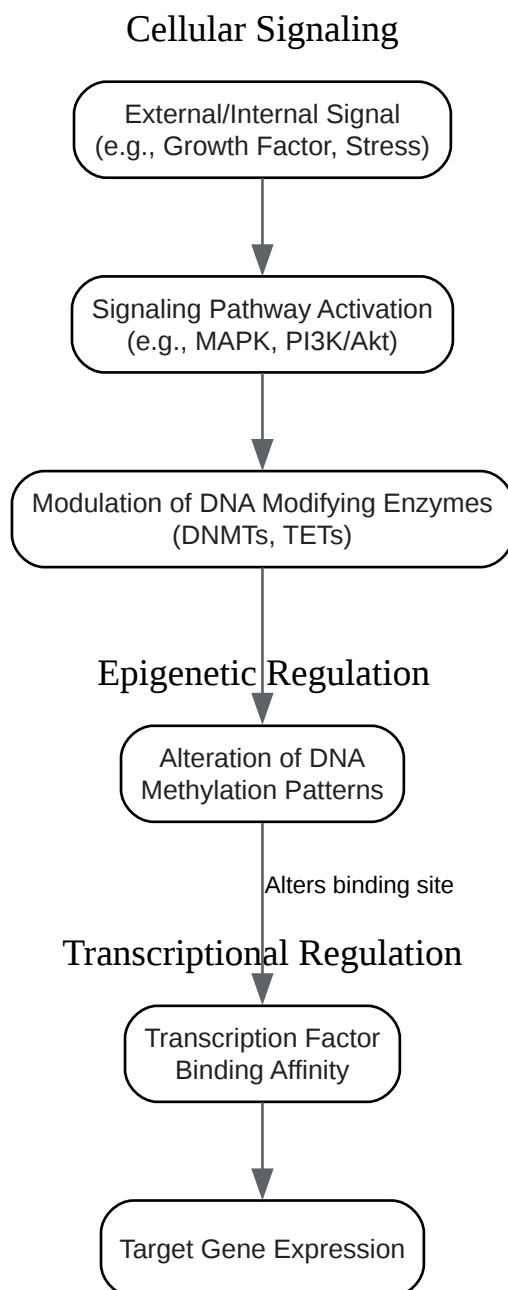 Cellular Signaling
External/Internal Signal
(e.g., Growth Factor, Stress)
Signaling Pathway Activation
(e.g., MAPK, PI3K/Akt)
Modulation of DNA Modifying Enzymes
(DNMTs, TETs)
Epigenetic Regulation
Alteration of DNA
Methylation Patterns
Alters binding site
Transcriptional Regulation
Transcription Factor
Binding Affinity
Target Gene Expression